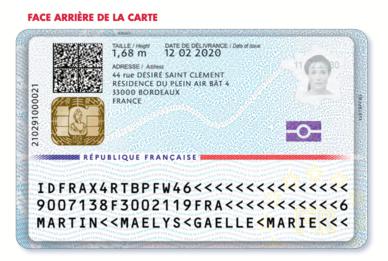 FACE ARRIÈRE DE LA CARTE
TAILLE / Height DATE DE DÉLIVRANCE / Date of issue
1,68 m 12 02 2020
ADRESSE / Address
44 rue DÉSIRÉ SAINT CLEMENT
RESIDENCE DU PLEIN AIR BÂT 4
33000 BORDEAUX
FRANCE
210291000021
RÉPUBLIQUE FRANÇAISE
IDFRAX4RTBPFW46<<<<<<<<<<<<<<<
9007138F3002119FRA<<<<<<<<<<<6
MARTIN<<MAELYS<GAELLE<MARIE<<<